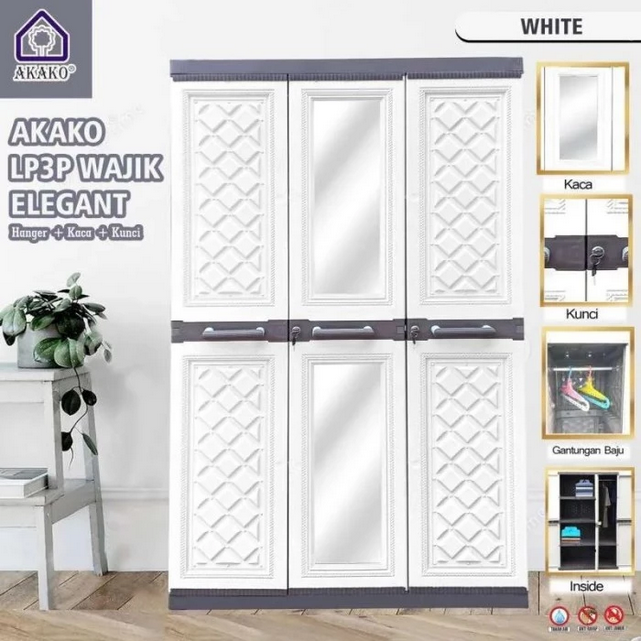 AKAKO®
WHITE
AKAKO
LP3P WAJIK
ELEGANT
Hanger + Kaca + Kunci
Kaca
Kunci
Gantungan Baju
Inside